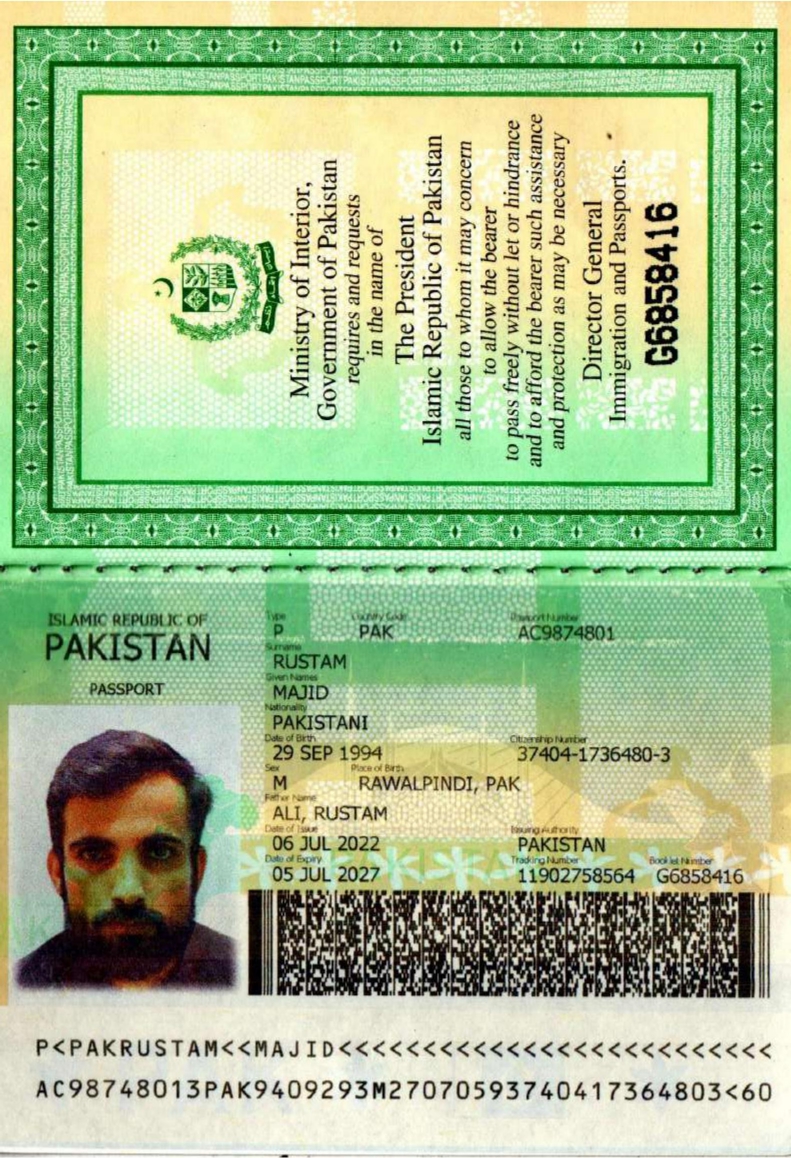 Ministry of Interior,
Government of Pakistan
requires and requests
in the name of
The President
Islamic Republic of Pakistan
all those to whom it may concern
to allow the bearer
to pass freely without let or hindrance
and to afford the bearer such assistance
and protection as may be necessary
Director General
Immigration and Passports.
G6858416
ISLAMIC REPUBLIC OF
PAKISTAN
PASSPORT
Type Country Code Passport Number
P PAK AC9874801
Surname
RUSTAM
Given Names
MAJID
Nationality
PAKISTANI
Date of Birth Citizenship Number
29 SEP 1994 37404-1736480-3
Sex Place of Birth
M RAWALPINDI, PAK
Father Name
ALI, RUSTAM
Date of Issue Issuing Authority
06 JUL 2022 PAKISTAN
Date of Expiry Tracking Number Booklet Number
05 JUL 2027 11902758564 G6858416
P<PAKRUSTAM<<MAJID<<<<<<<<<<<<<<<<<<<<<<<<<<
AC98748013PAK9409293M27070593740417364803<60